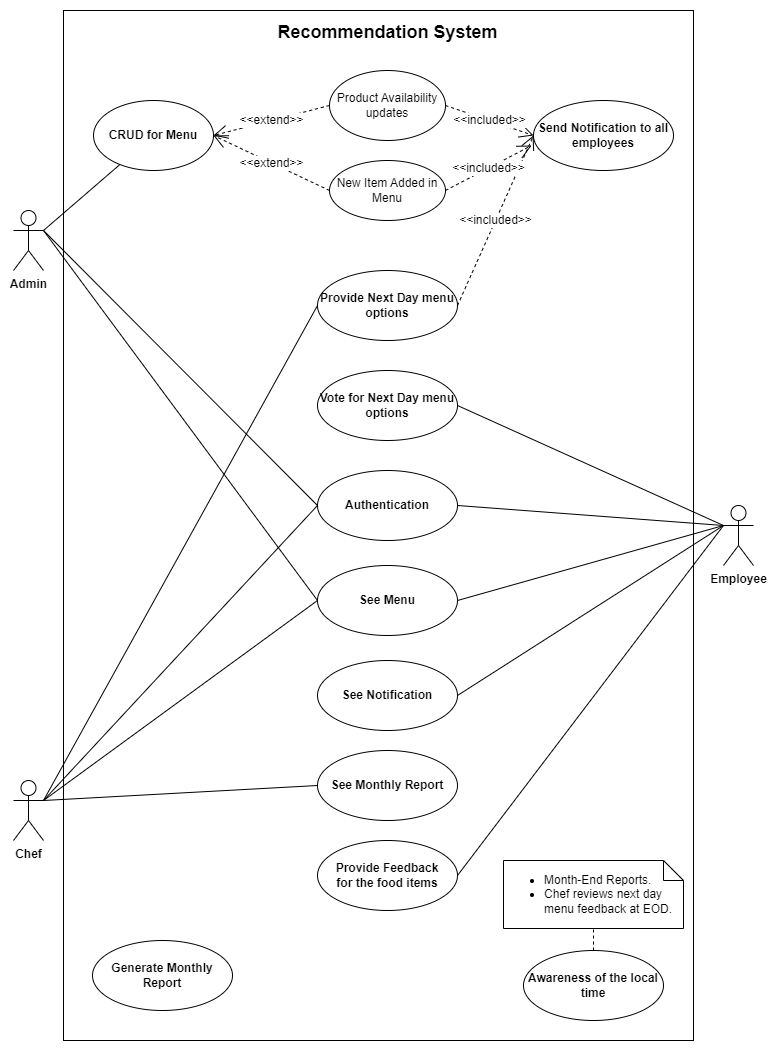 Recommendation System
Product Availability
updates
<<extend>>
<<included>>
CRUD for Menu
Send Notification to all
employees
<<extend>>
<<included>>
New Item Added in
Menu
<<included>>
Admin
Provide Next Day menu
options
Vote for Next Day menu
options
Authentication
Employee
See Menu
See Notification
See Monthly Report
Chef
Provide Feedback
for the food items
• Month-End Reports.
• Chef reviews next day
menu feedback at EOD.
Generate Monthly
Report
Awareness of the local
time